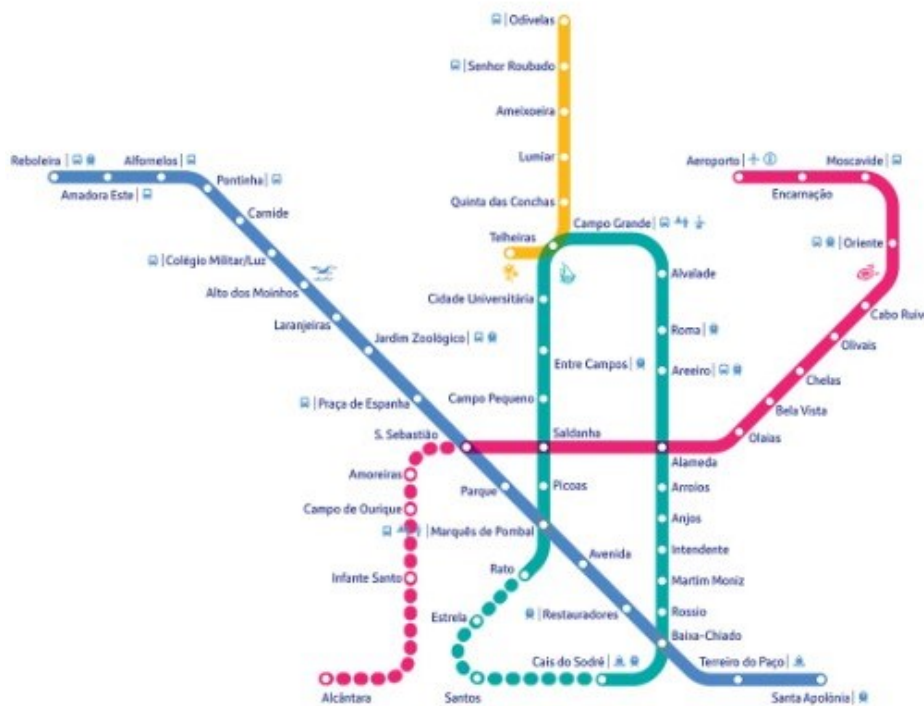 Odivelas
Senhor Roubado
Ameixoeira
Lumiar
Quinta das Conchas
Telheiras
Campo Grande
Reboleira
Alfornelos
Amadora Este
Pontinha
Carnide
Colégio Militar/Luz
Alto dos Moinhos
Laranjeiras
Jardim Zoológico
Praça de Espanha
S. Sebastião
Aeroporto
Moscavide
Encarnação
Oriente
Cabo Ruiv
Olivais
Chelas
Bela Vista
Olaias
Alvalade
Cidade Universitária
Roma
Entre Campos
Areeiro
Campo Pequeno
Saldanha
Alameda
Amoreiras
Parque
Picoas
Arroios
Campo de Ourique
Anjos
Marquês de Pombal
Avenida
Intendente
Infante Santo
Rato
Martim Moniz
Estrela
Restauradores
Rossio
Baixa-Chiado
Cais do Sodré
Terreiro do Paço
Alcântara
Santos
Santa Apolónia